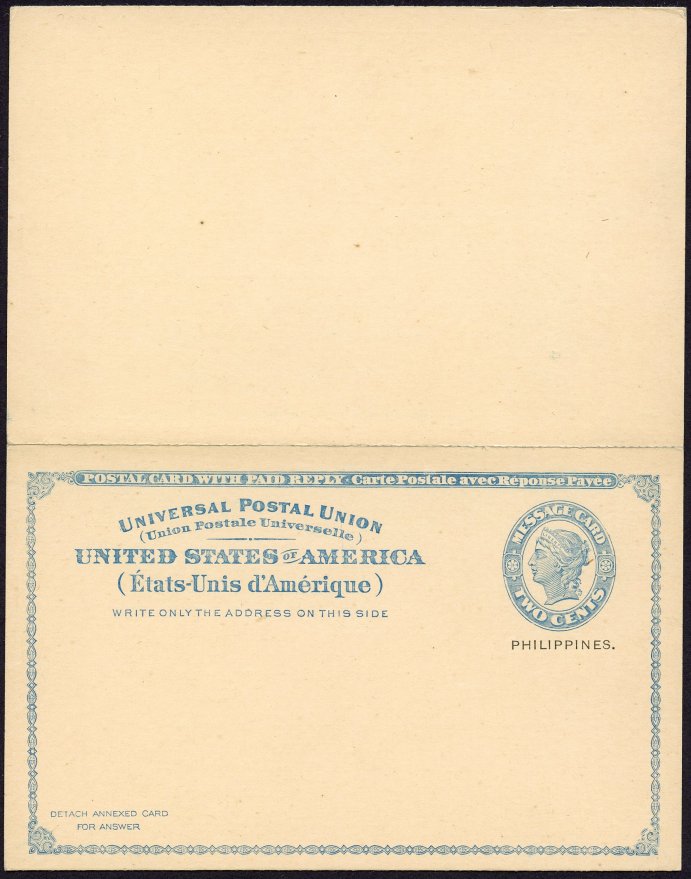 POSTAL CARD WITH PAID REPLY·Carte Postale avec Réponse Payée
UNIVERSAL POSTAL UNION
(Union Postale Universelle)
UNITED STATES OF AMERICA
(États-Unis d'Amérique)
WRITE ONLY THE ADDRESS ON THIS SIDE
MESSAGE CARD
TWO CENTS
PHILIPPINES.
DETACH ANNEXED CARD
FOR ANSWER